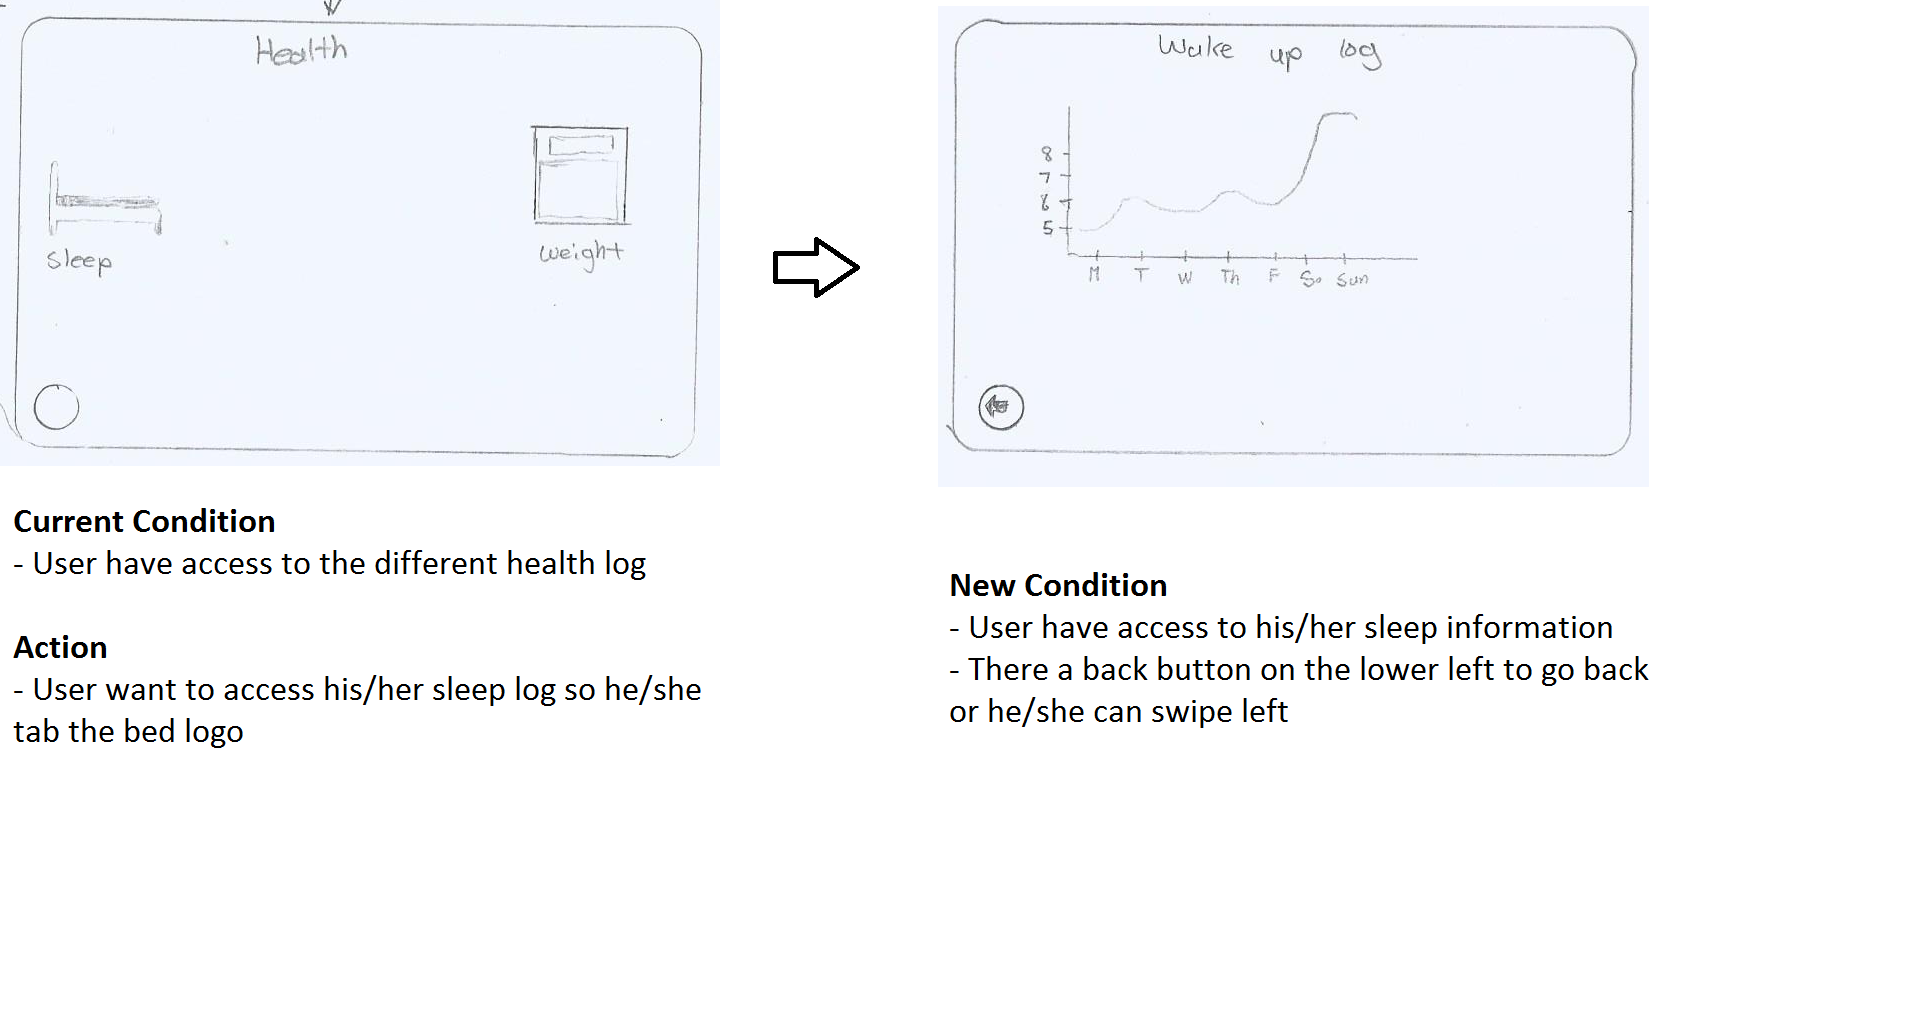 Health
sleep
weight
Wake up log
8
7
6
5
M T W Th F Sa Sun
Current Condition
- User have access to the different health log
Action
- User want to access his/her sleep log so he/she
tab the bed logo
New Condition
- User have access to his/her sleep information
- There a back button on the lower left to go back
or he/she can swipe left